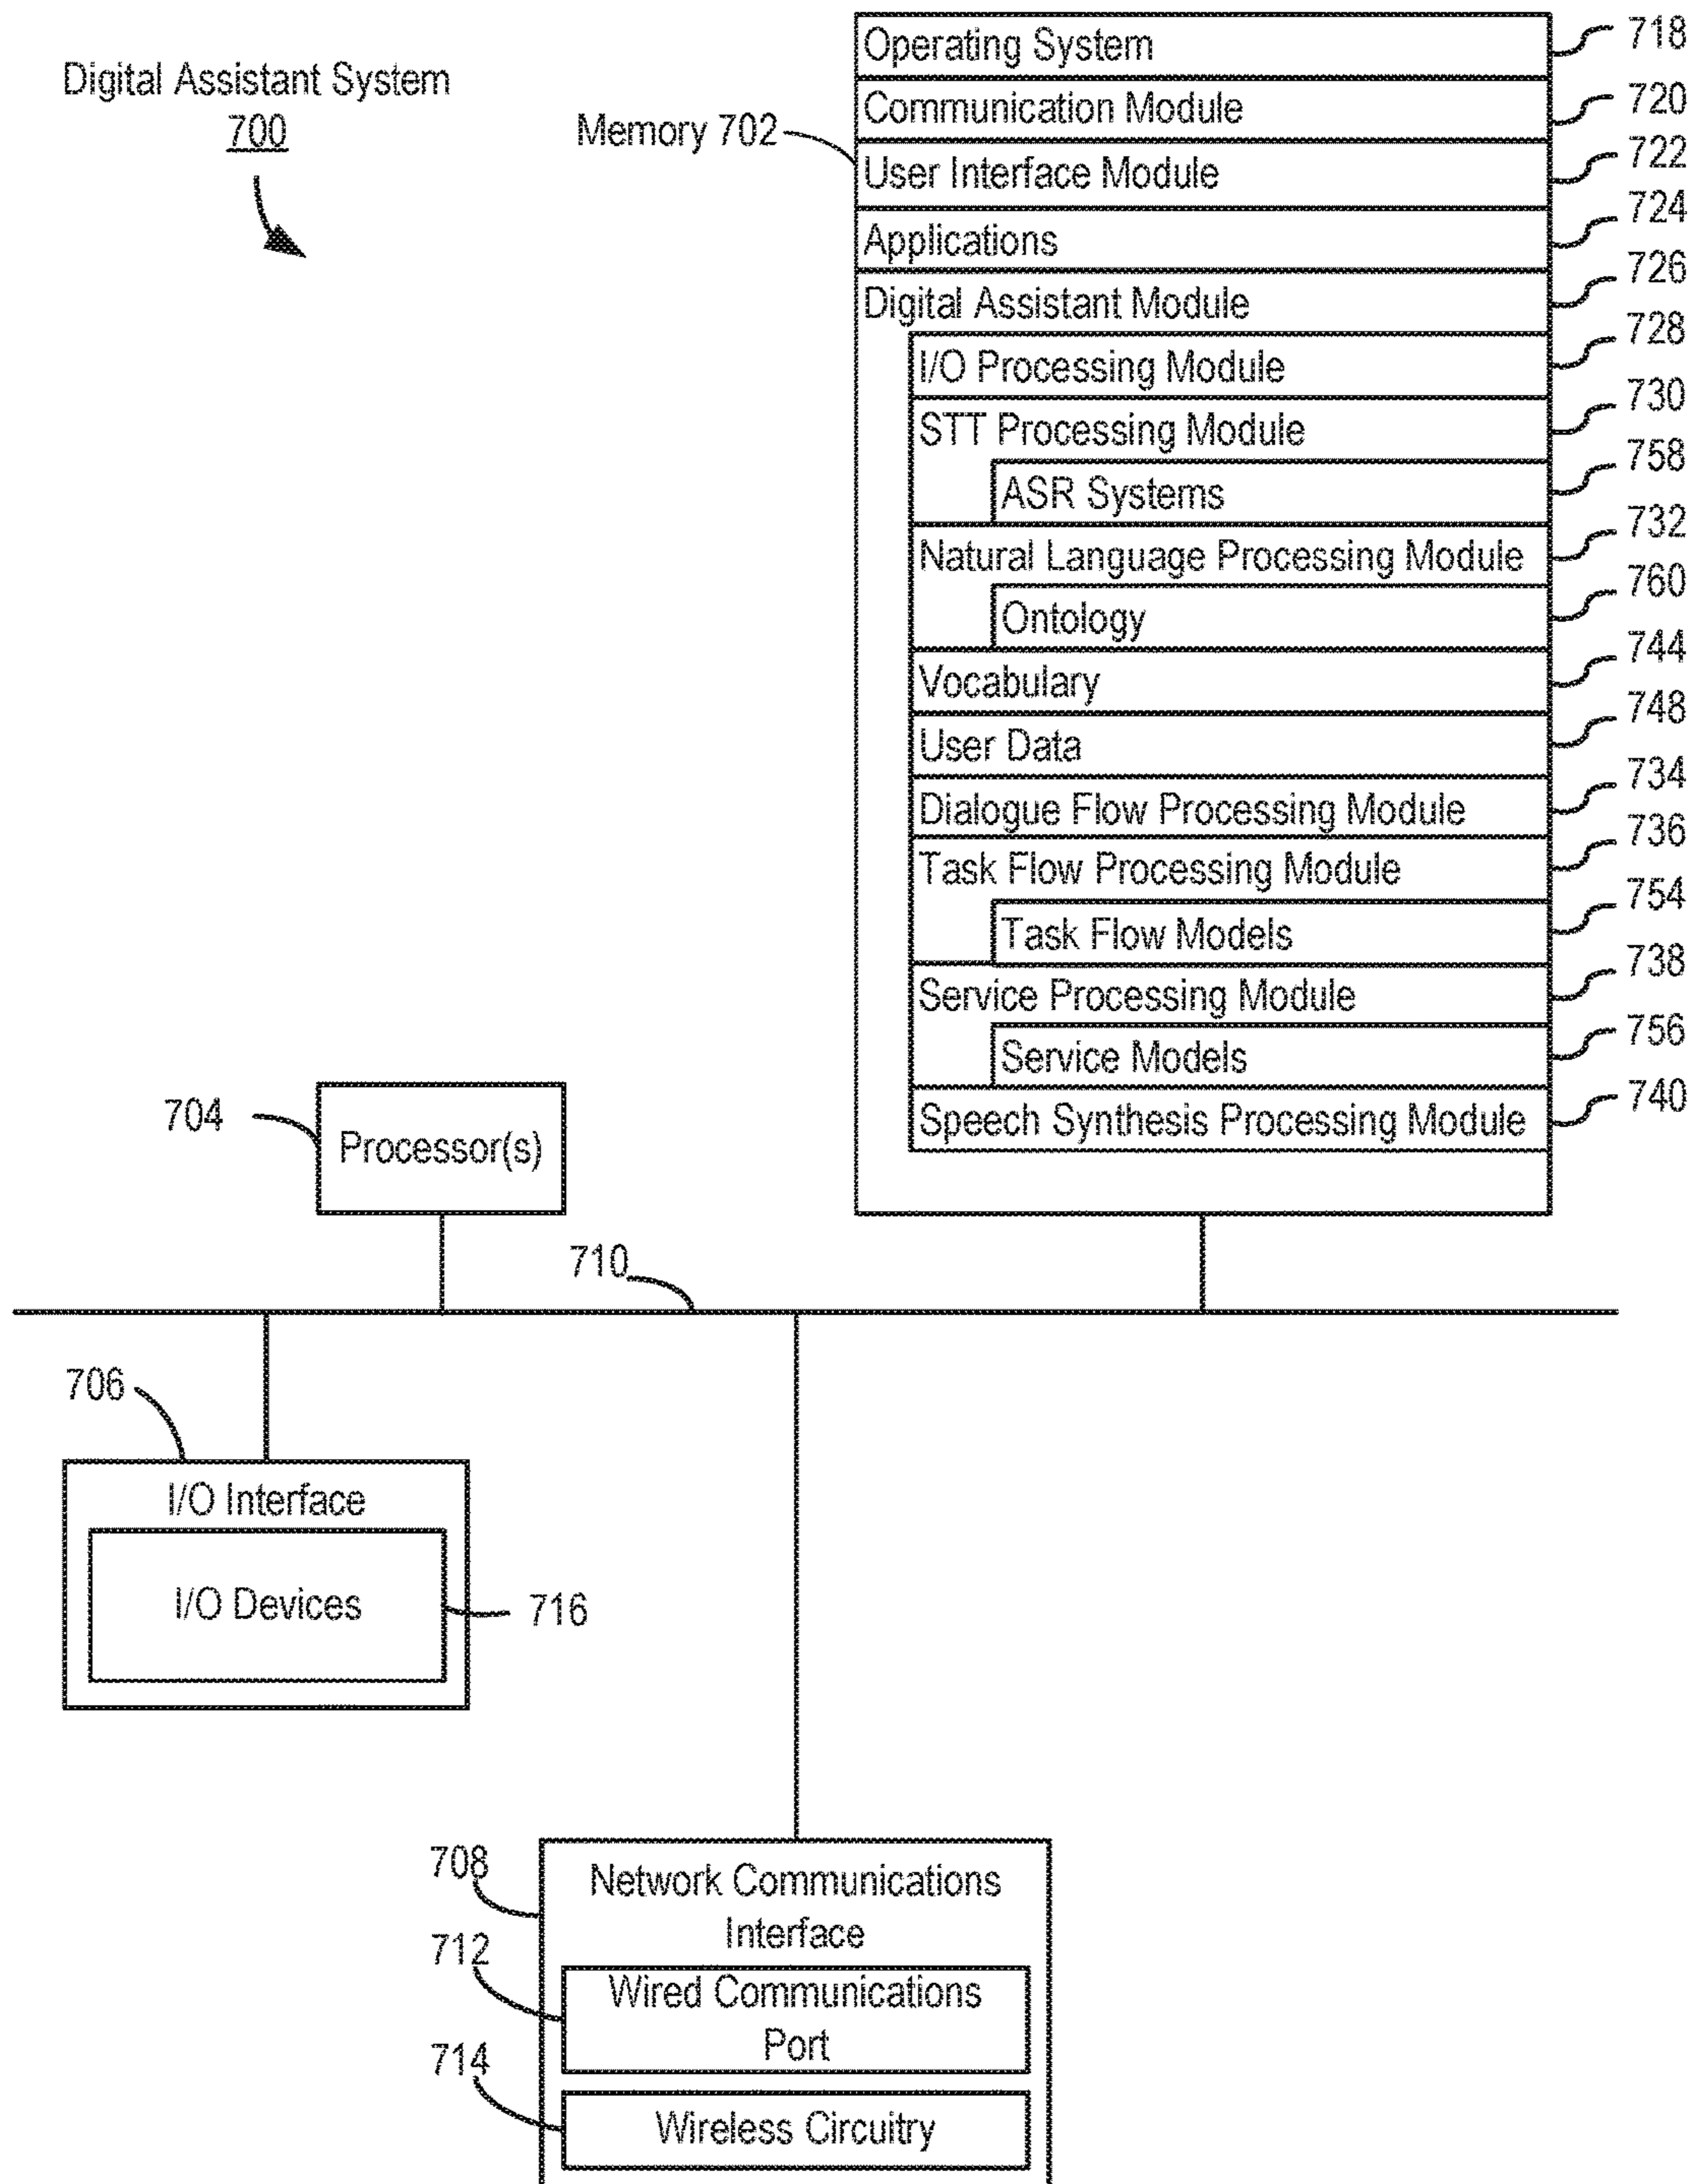 Digital Assistant System
700
Memory 702
Operating System 718
Communication Module 720
User Interface Module 722
Applications 724
Digital Assistant Module 726
I/O Processing Module 728
STT Processing Module 730
ASR Systems 758
Natural Language Processing Module 732
Ontology 760
Vocabulary 744
User Data 748
Dialogue Flow Processing Module 734
Task Flow Processing Module 736
Task Flow Models 754
Service Processing Module 738
Service Models 756
Speech Synthesis Processing Module 740
704
Processor(s)
710
706
I/O Interface
I/O Devices
716
708
Network Communications
Interface
712
Wired Communications
Port
714
Wireless Circuitry